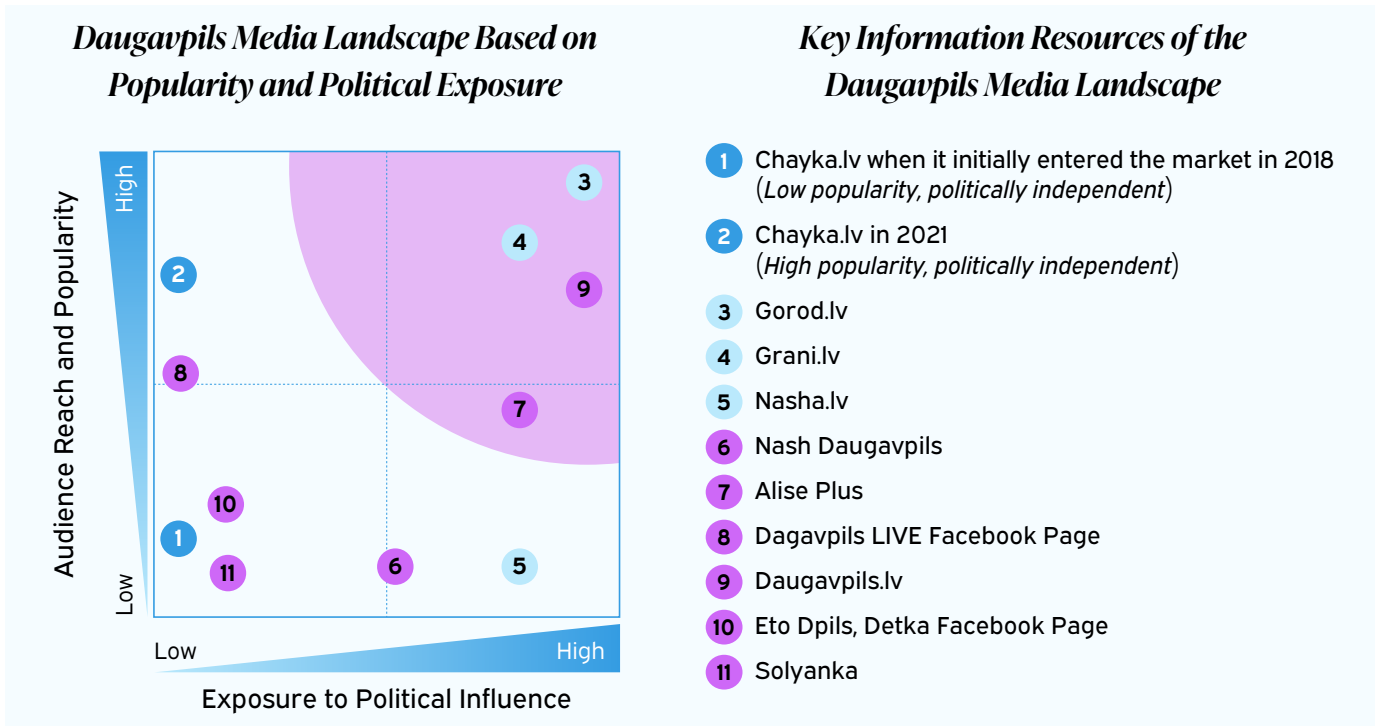 Daugavpils Media Landscape Based on
Popularity and Political Exposure
High
Low
Audience Reach and Popularity
3
4
2
9
8
7
10
1
11
6
5
Low
High
Exposure to Political Influence
Key Information Resources of the
Daugavpils Media Landscape
1 Chayka.lv when it initially entered the market in 2018
(Low popularity, politically independent)
2 Chayka.lv in 2021
(High popularity, politically independent)
3 Gorod.lv
4 Grani.lv
5 Nasha.lv
6 Nash Daugavpils
7 Alise Plus
8 Dagavpils LIVE Facebook Page
9 Daugavpils.lv
10 Eto Dpils, Detka Facebook Page
11 Solyanka